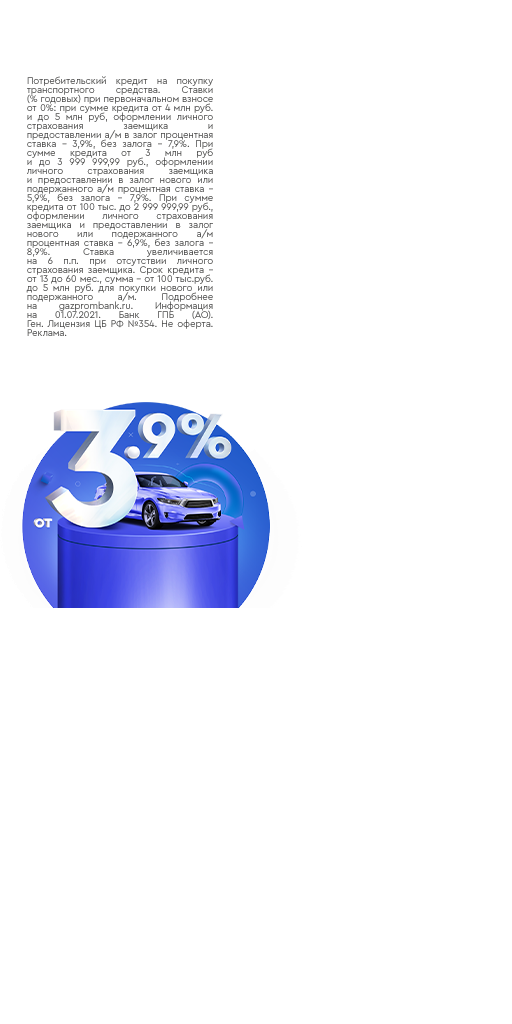 Потребительский кредит на покупку
транспортного средства. Ставки
(% годовых) при первоначальном взносе
от 0%: при сумме кредита от 4 млн руб.
и до 5 млн руб, оформлении личного
страхования заемщика и
предоставлении а/м в залог процентная
ставка – 3,9%, без залога – 7,9%. При
сумме кредита от 3 млн руб
и до 3 999 999,99 руб., оформлении
личного страхования заемщика
и предоставлении в залог нового или
подержанного а/м процентная ставка –
5,9%, без залога – 7,9%. При сумме
кредита от 100 тыс. до 2 999 999,99 руб.,
оформлении личного страхования
заемщика и предоставлении в залог
нового или подержанного а/м
процентная ставка – 6,9%, без залога –
8,9%. Ставка увеличивается
на 6 п.п. при отсутствии личного
страхования заемщика. Срок кредита –
от 13 до 60 мес., сумма – от 100 тыс.руб.
до 5 млн руб. для покупки нового или
подержанного а/м. Подробнее
на gazprombank.ru. Информация
на 01.07.2021. Банк ГПБ (АО).
Ген. Лицензия ЦБ РФ №354. Не оферта.
Реклама.
от 3.9%